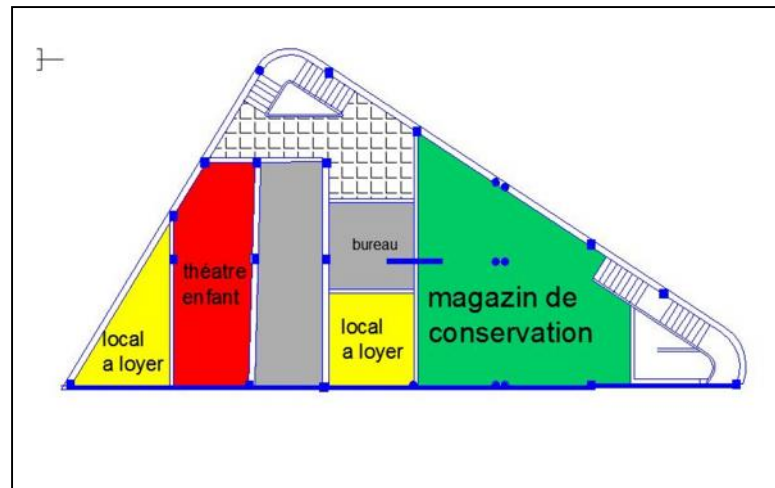 bureau
théatre
enfant
magazin de
conservation
local
a loyer
local
a loyer